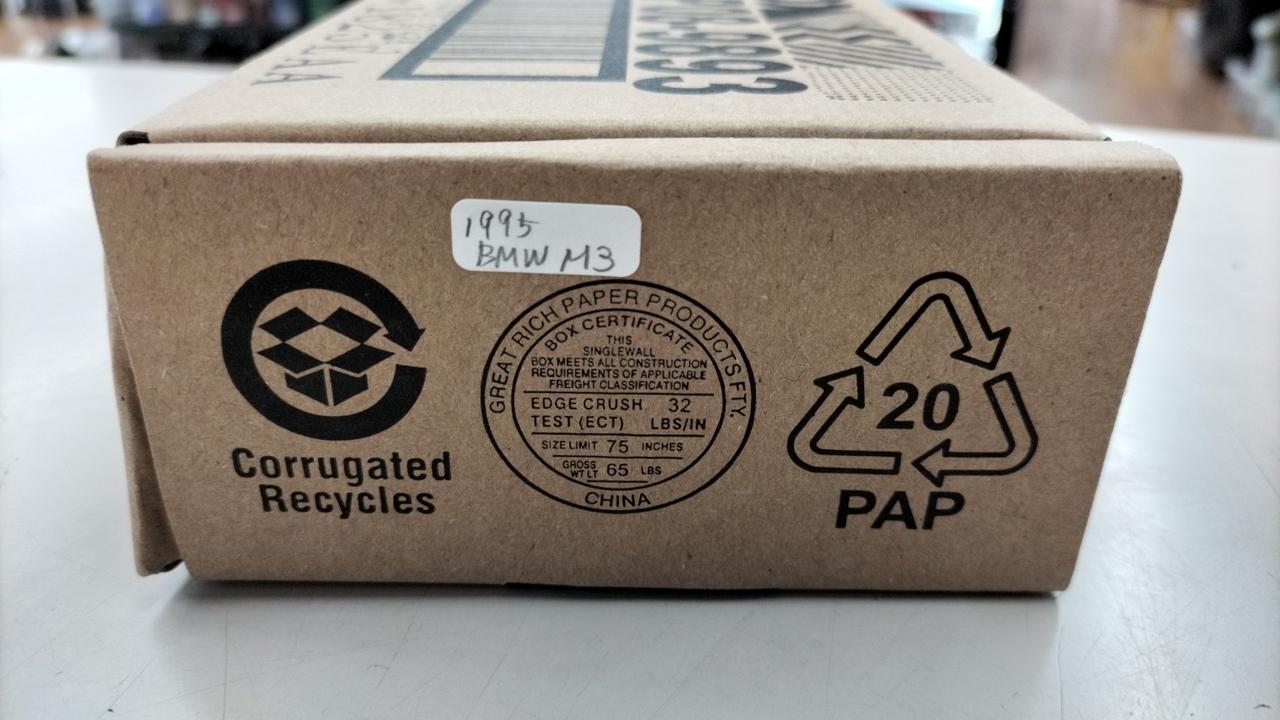 1995
BMW M3
Corrugated
Recycles
GREAT RICH PAPER PRODUCTS FTY.
BOX CERTIFICATE
THIS
SINGLEWALL
BOX MEETS ALL CONSTRUCTION
REQUIREMENTS OF APPLICABLE
FREIGHT CLASSIFICATION
EDGE CRUSH 32
TEST (ECT) LBS/IN
SIZE LIMIT 75 INCHES
GROSS
WT LT 65 LBS
CHINA
20
PAP